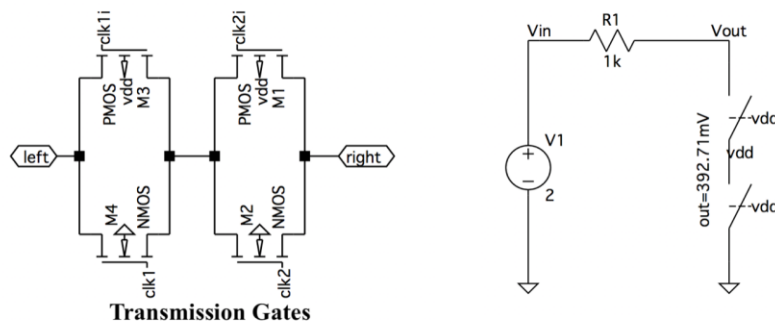 clk1i
clk2i
PMOS
vdd
M3
PMOS
vdd
M1
left
right
M4
NMOS
M2
NMOS
clk1
clk2
Transmission Gates
Vin
R1
1k
Vout
V1
2
out=392.71mV
vdd
vdd
vdd